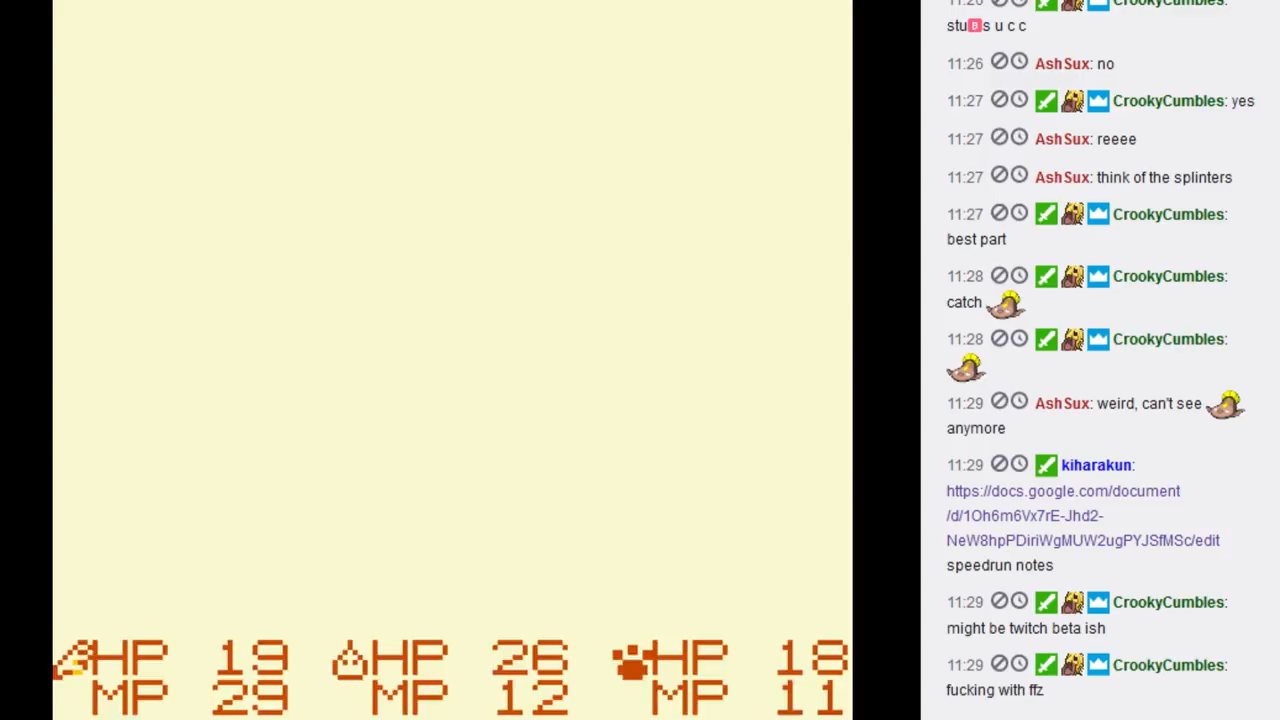 HP 19 HP 26 HP 18
MP 29 MP 12 MP 11
CrookyCumbles:
stu🅱s u c c
11:26 AshSux: no
11:27 CrookyCumbles: yes
11:27 AshSux: reeee
11:27 AshSux: think of the splinters
11:27 CrookyCumbles:
best part
11:28 CrookyCumbles:
catch
11:28 CrookyCumbles:
11:29 AshSux: weird, can't see
anymore
11:29 kiharakun:
https://docs.google.com/document
/d/1Oh6m6Vx7rE-Jhd2-
NeW8hpPDiriWgMUW2ugPYJSfMSc/edit
speedrun notes
11:29 CrookyCumbles:
might be twitch beta ish
11:29 CrookyCumbles:
fucking with ffz